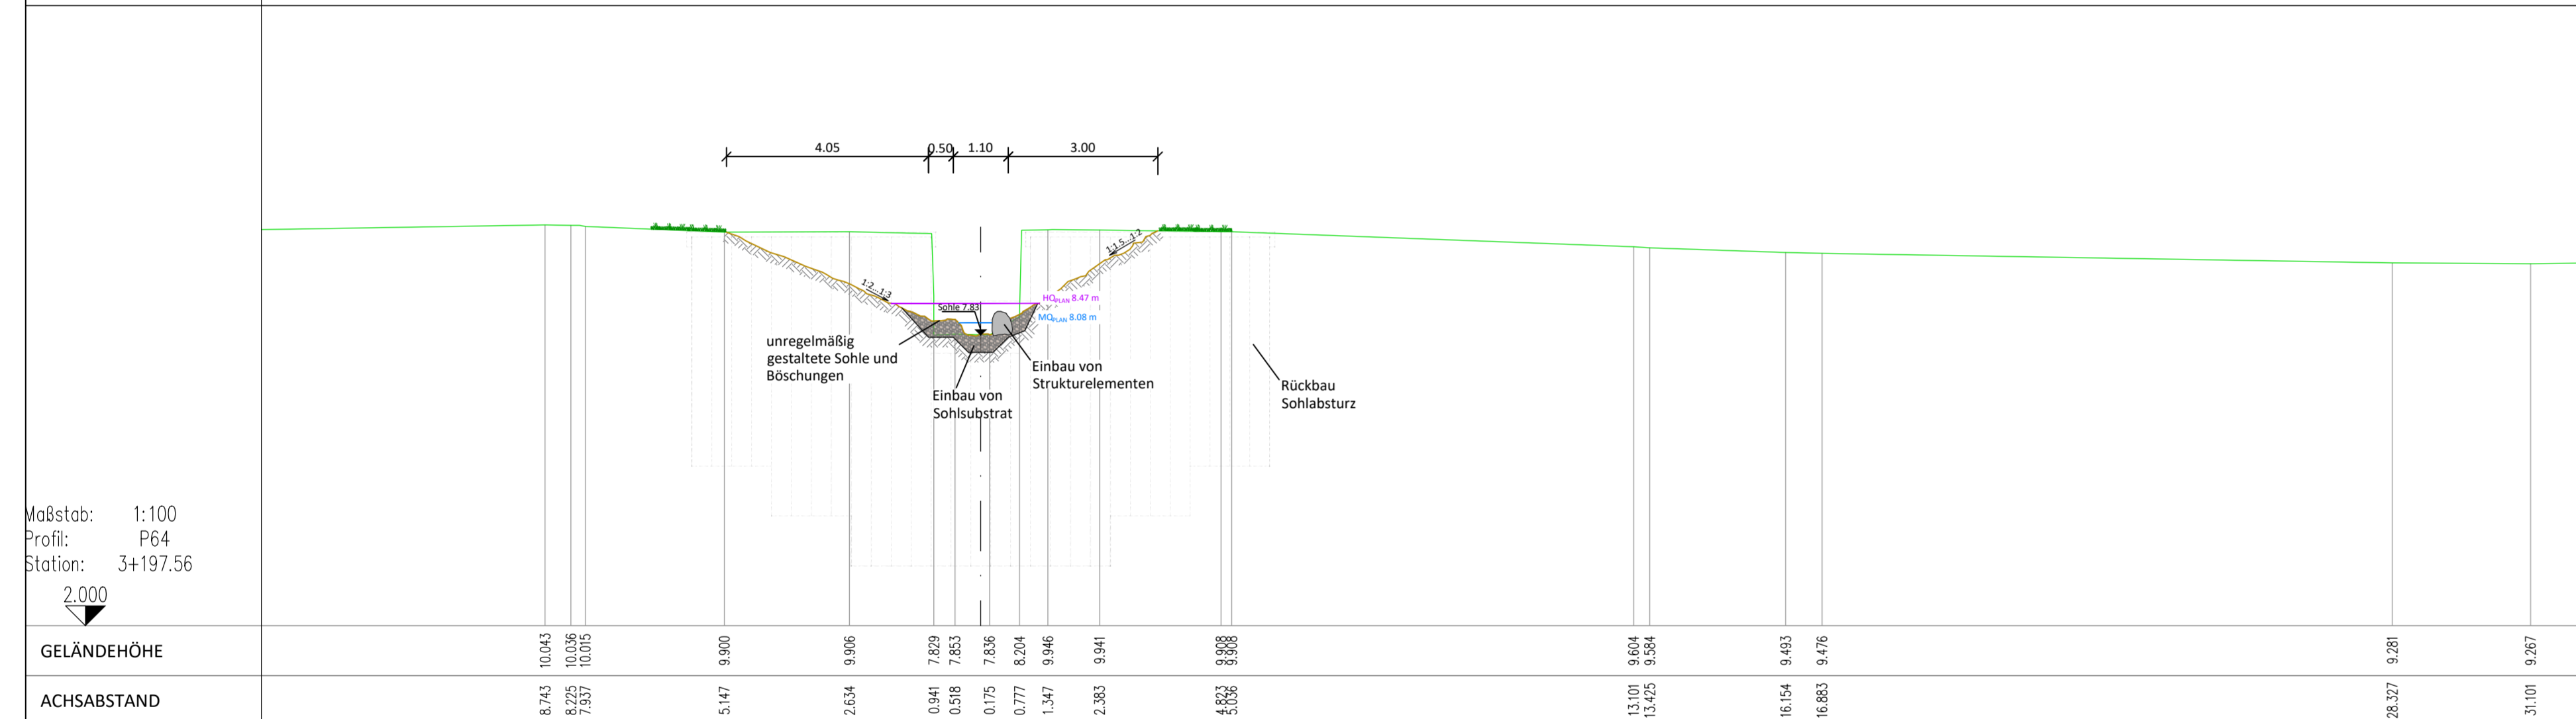 4.05 0.50 1.10 3.00
1:2...1:3
1:1.5...1:2
Sohle 7.83
HQPLAN 8.47 m
MQPLAN 8.08 m
unregelmäßig
gestaltete Sohle und
Böschungen
Einbau von
Sohlsubstrat
Einbau von
Strukturelementen
Rückbau
Sohlabsturz
Maßstab: 1:100
Profil: P64
Station: 3+197.56
2.000
GELÄNDEHÖHE 10.043 10.036 10.015 9.900 9.906 7.829 7.853 7.836 8.204 9.946 9.941 9.908 9.908 9.604 9.584 9.493 9.476 9.281 9.267
ACHSABSTAND 8.743 8.225 7.937 5.147 2.634 0.941 0.518 0.175 0.777 1.347 2.383 4.823 5.036 13.101 13.425 16.154 16.883 28.327 31.101